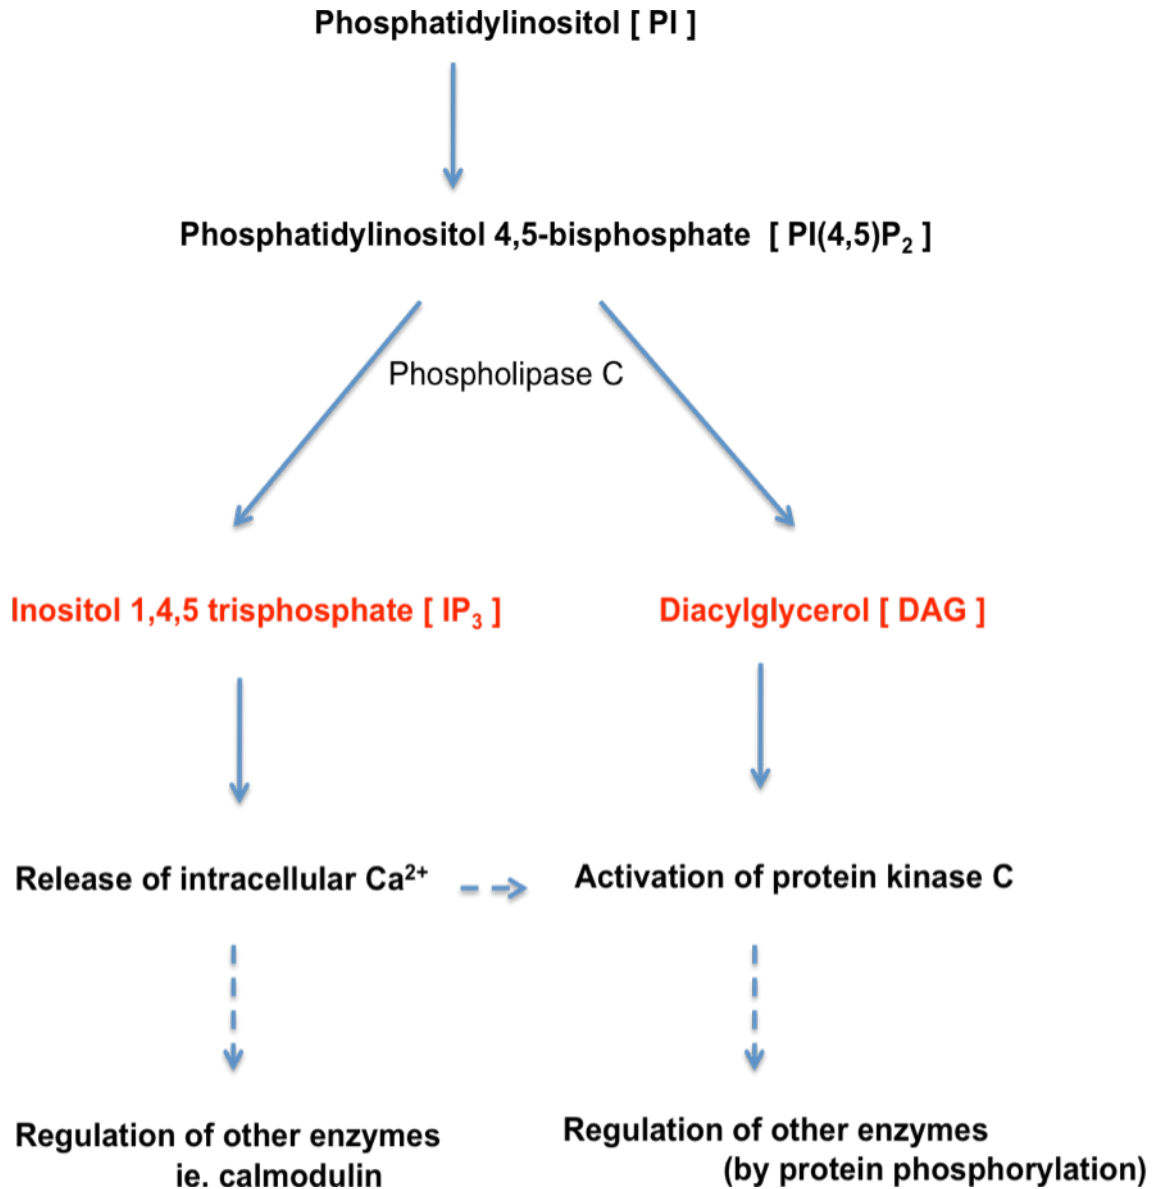 Phosphatidylinositol [ PI ]
Phosphatidylinositol 4,5-bisphosphate [ PI(4,5)P₂ ]
Phospholipase C
Inositol 1,4,5 trisphosphate [ IP₃ ]
Diacylglycerol [ DAG ]
Release of intracellular Ca²⁺
Activation of protein kinase C
Regulation of other enzymes
ie. calmodulin
Regulation of other enzymes
(by protein phosphorylation)